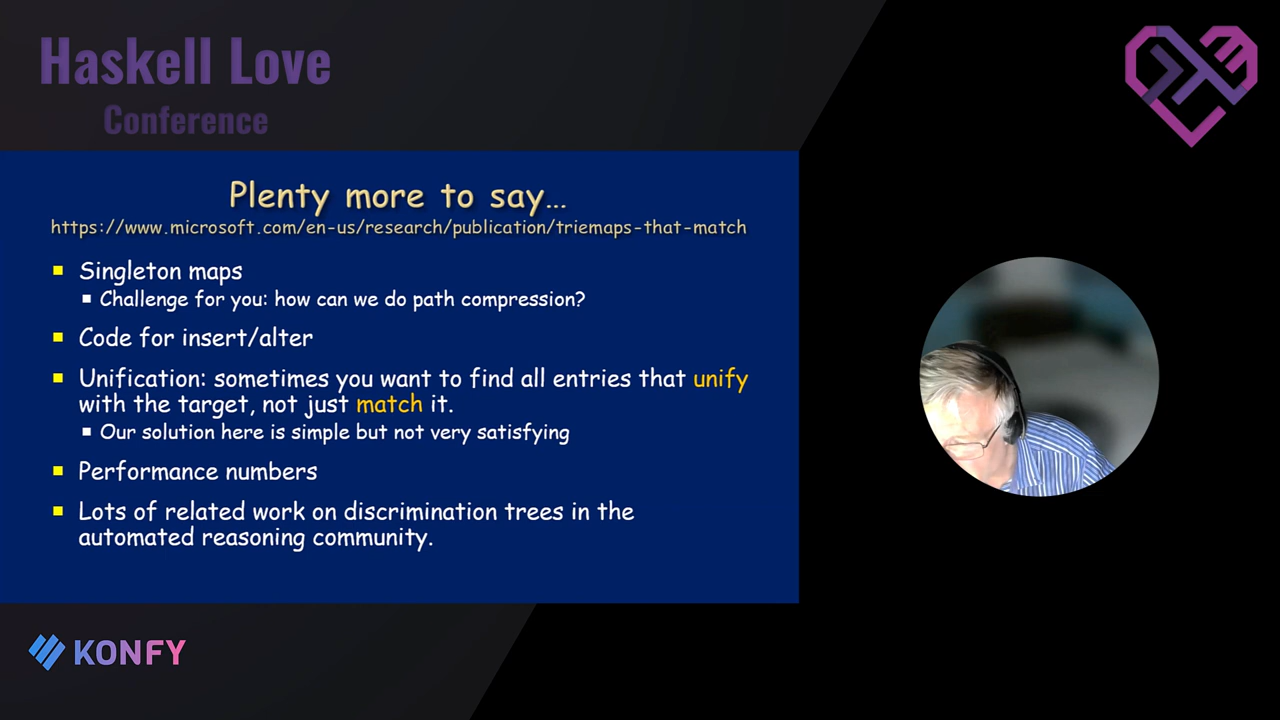 Haskell Love
Conference
Plenty more to say…
https://www.microsoft.com/en-us/research/publication/triemaps-that-match
Singleton maps
Challenge for you: how can we do path compression?
Code for insert/alter
Unification: sometimes you want to find all entries that unify
with the target, not just match it.
Our solution here is simple but not very satisfying
Performance numbers
Lots of related work on discrimination trees in the
automated reasoning community.
KONFY